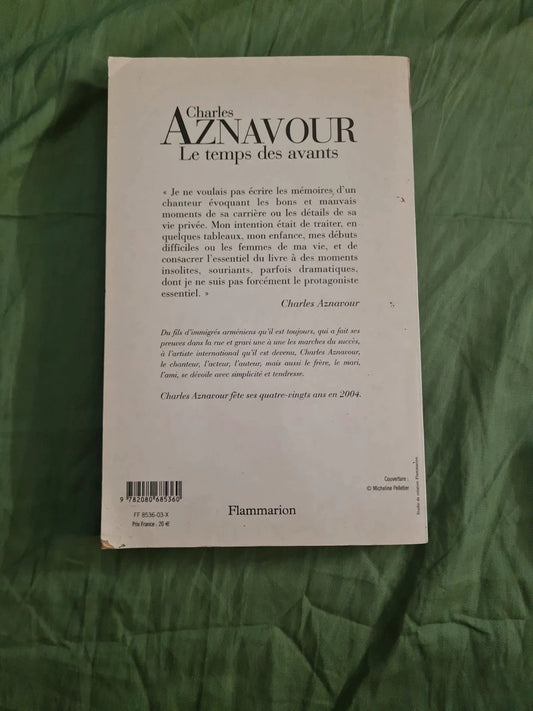 Charles
AZNAVOUR
Le temps des avants
« Je ne voulais pas écrire les mémoires d'un
chanteur évoquant les bons et mauvais
moments de sa carrière ou les détails de sa
vie privée. Mon intention était de traiter, en
quelques tableaux, mon enfance, mes débuts
difficiles ou les femmes de ma vie, et de
consacrer l'essentiel du livre à des moments
insolites, souriants, parfois dramatiques,
dont je ne suis pas forcément le protagoniste
essentiel. »
Charles Aznavour
Du fils d'immigrés arméniens qu'il est toujours, qui a fait ses
preuves dans la rue et gravi une à une les marches du succès,
à l'artiste international qu'il est devenu, Charles Aznavour,
le chanteur, l'acteur, l'auteur, mais aussi le frère, le mari,
l'ami, se dévoile avec simplicité et tendresse.
Charles Aznavour fête ses quatre-vingts ans en 2004.
9 782080 685360
FF 8536-03-X
Prix France : 20 €
Flammarion
Couverture :
© Micheline Pelletier
Studio de création Flammarion